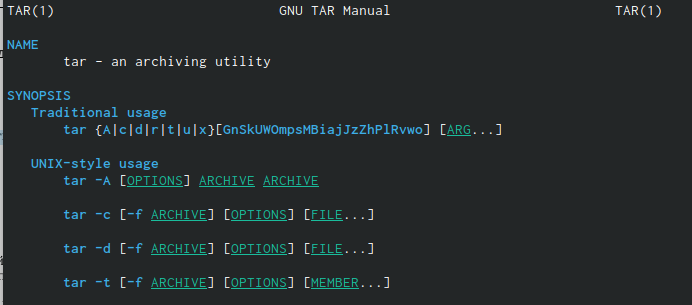 TAR(1) GNU TAR Manual TAR(1)
NAME
tar - an archiving utility
SYNOPSIS
Traditional usage
tar {A|c|d|r|t|u|x}[GnSkUWOmpsMBiajJzZhPlRvwo] [ARG...]
UNIX-style usage
tar -A [OPTIONS] ARCHIVE ARCHIVE
tar -c [-f ARCHIVE] [OPTIONS] [FILE...]
tar -d [-f ARCHIVE] [OPTIONS] [FILE...]
tar -t [-f ARCHIVE] [OPTIONS] [MEMBER...]